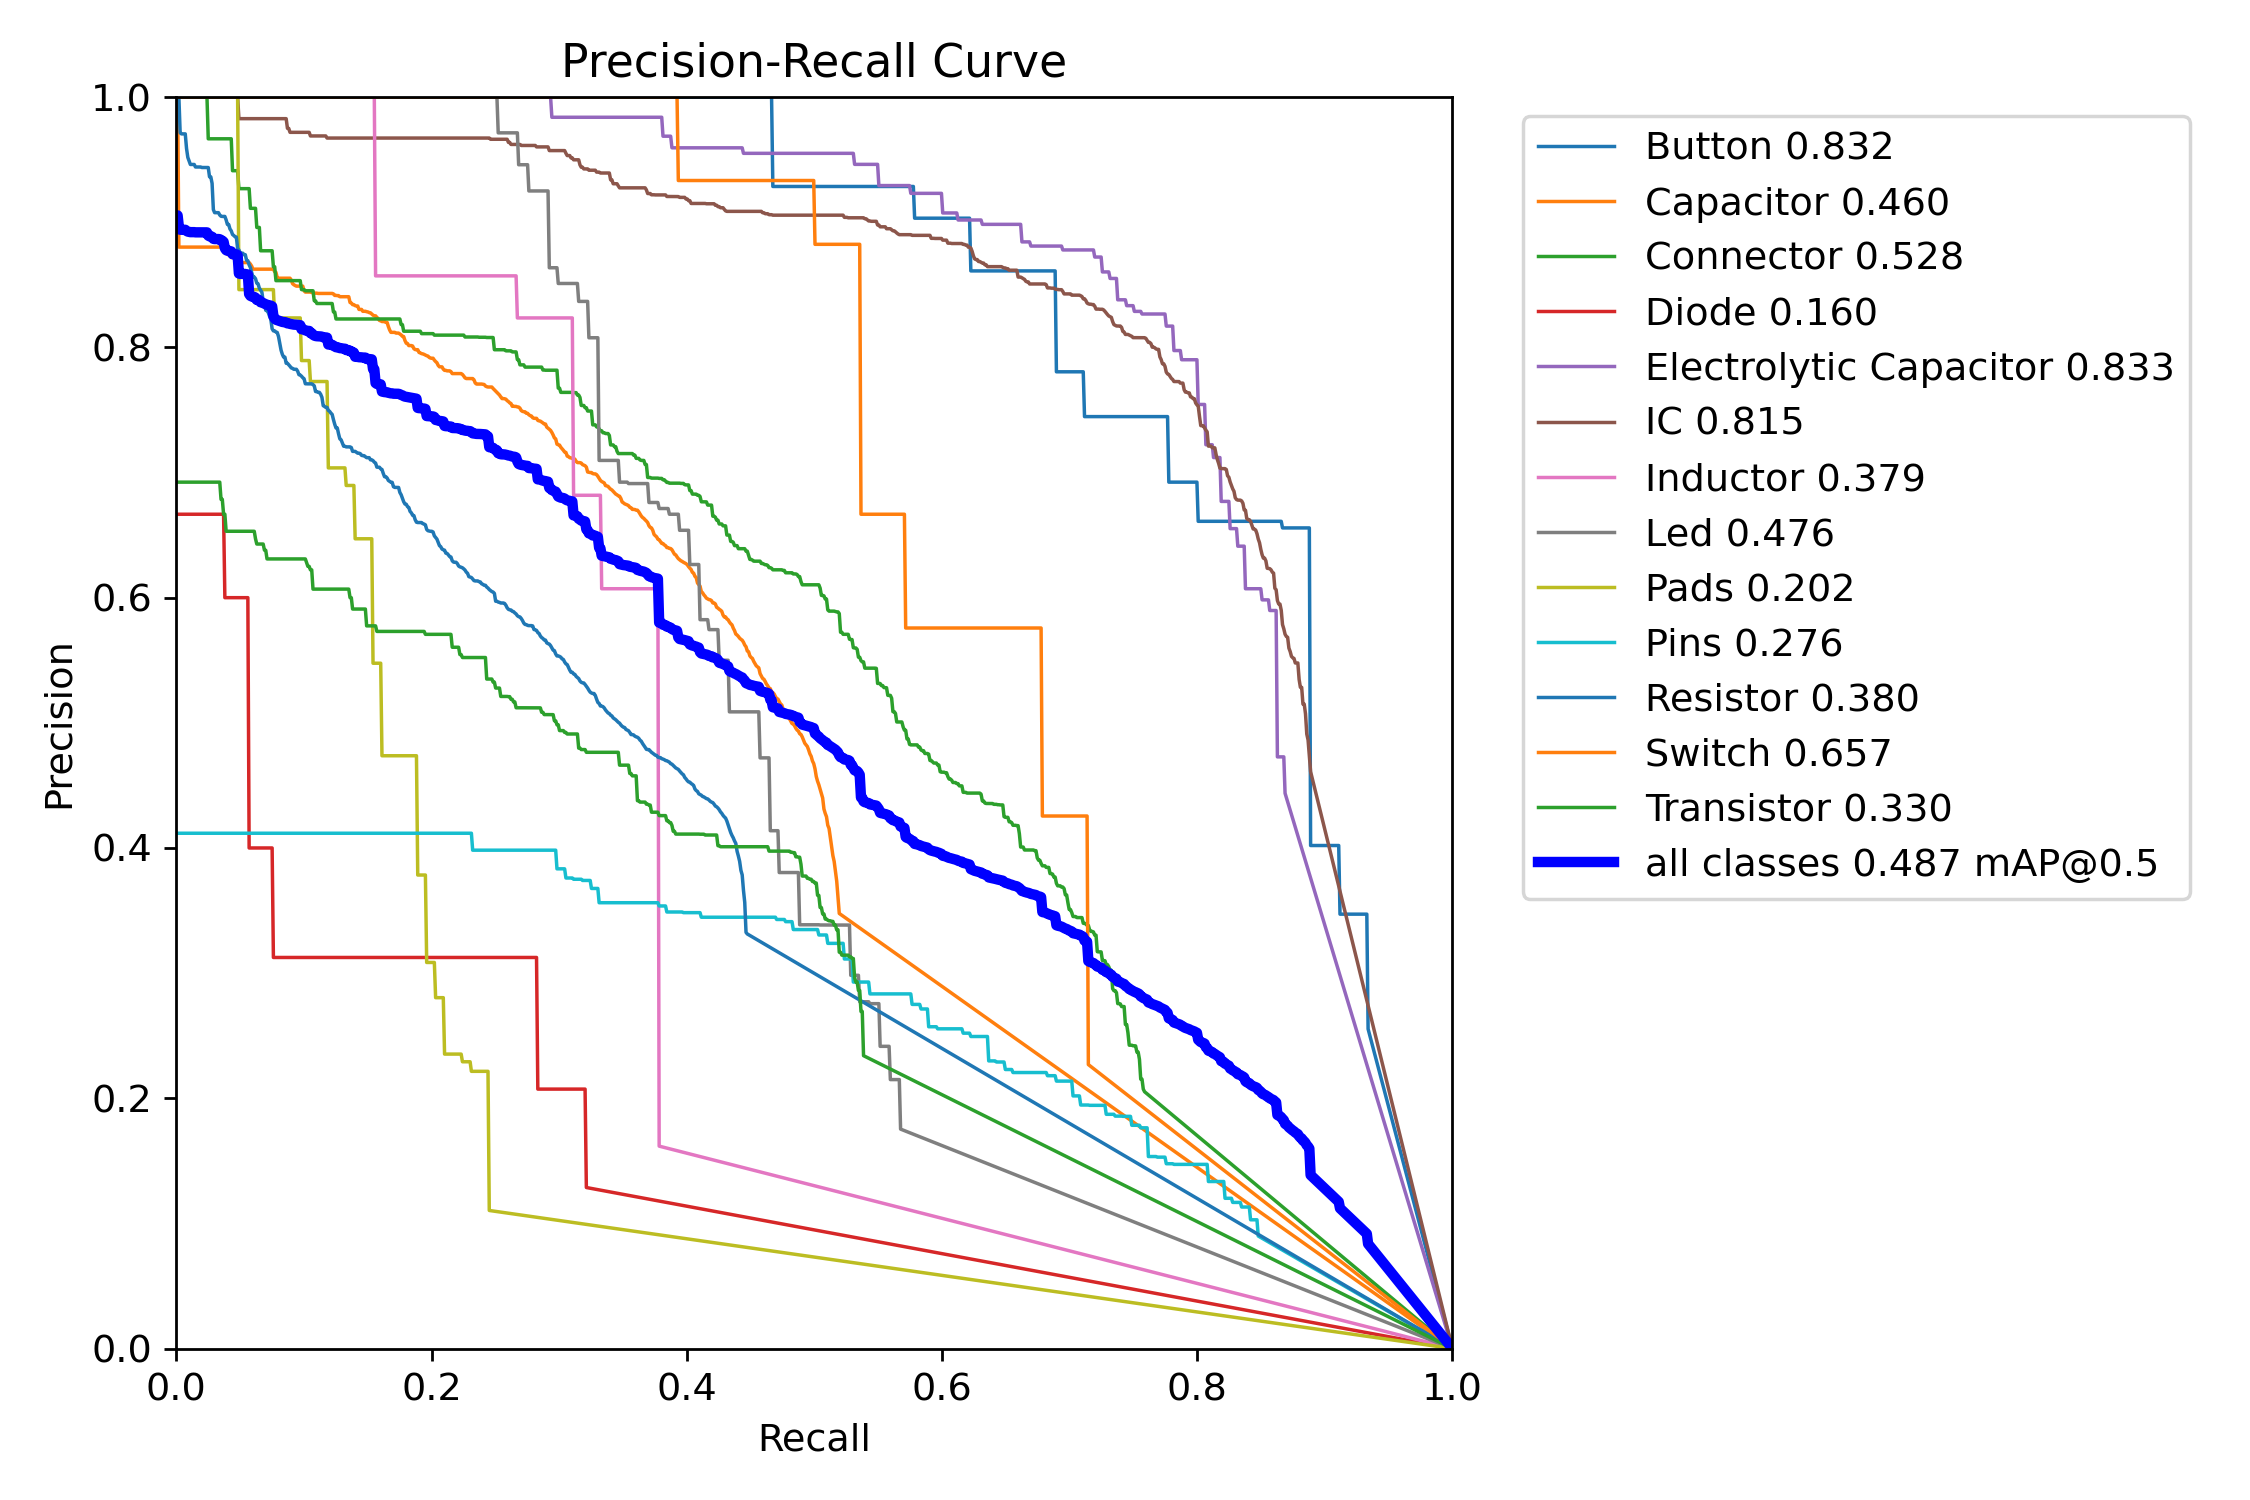 Precision-Recall Curve
1.0
0.8
0.6
0.4
0.2
0.0
Precision
0.0 0.2 0.4 0.6 0.8 1.0
Recall
Button 0.832
Capacitor 0.460
Connector 0.528
Diode 0.160
Electrolytic Capacitor 0.833
IC 0.815
Inductor 0.379
Led 0.476
Pads 0.202
Pins 0.276
Resistor 0.380
Switch 0.657
Transistor 0.330
all classes 0.487 mAP@0.5